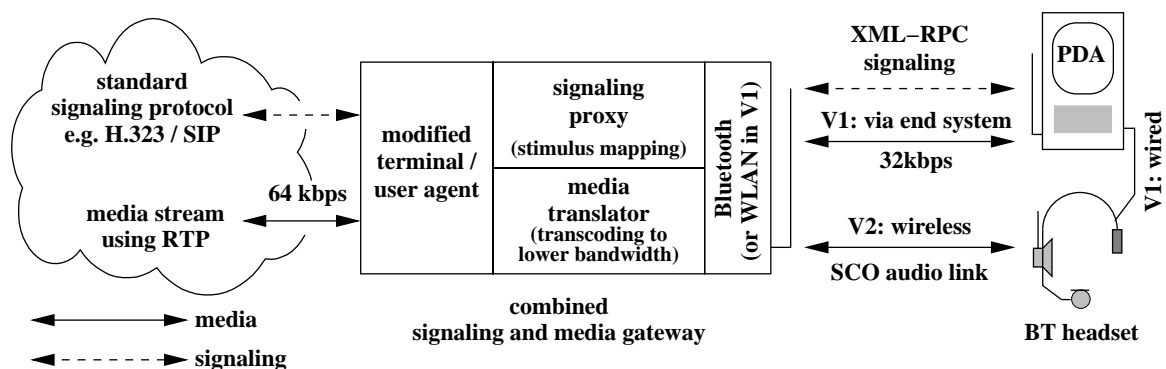 standard
signaling protocol
e.g. H.323 / SIP
media stream
using RTP
64 kbps
modified
terminal /
user agent
signaling
proxy
(stimulus mapping)
media
translator
(transcoding to
lower bandwidth)
Bluetooth
(or WLAN in V1)
combined
signaling and media gateway
XML−RPC
signaling
V1: via end system
32kbps
V2: wireless
SCO audio link
PDA
V1: wired
BT headset
media
signaling